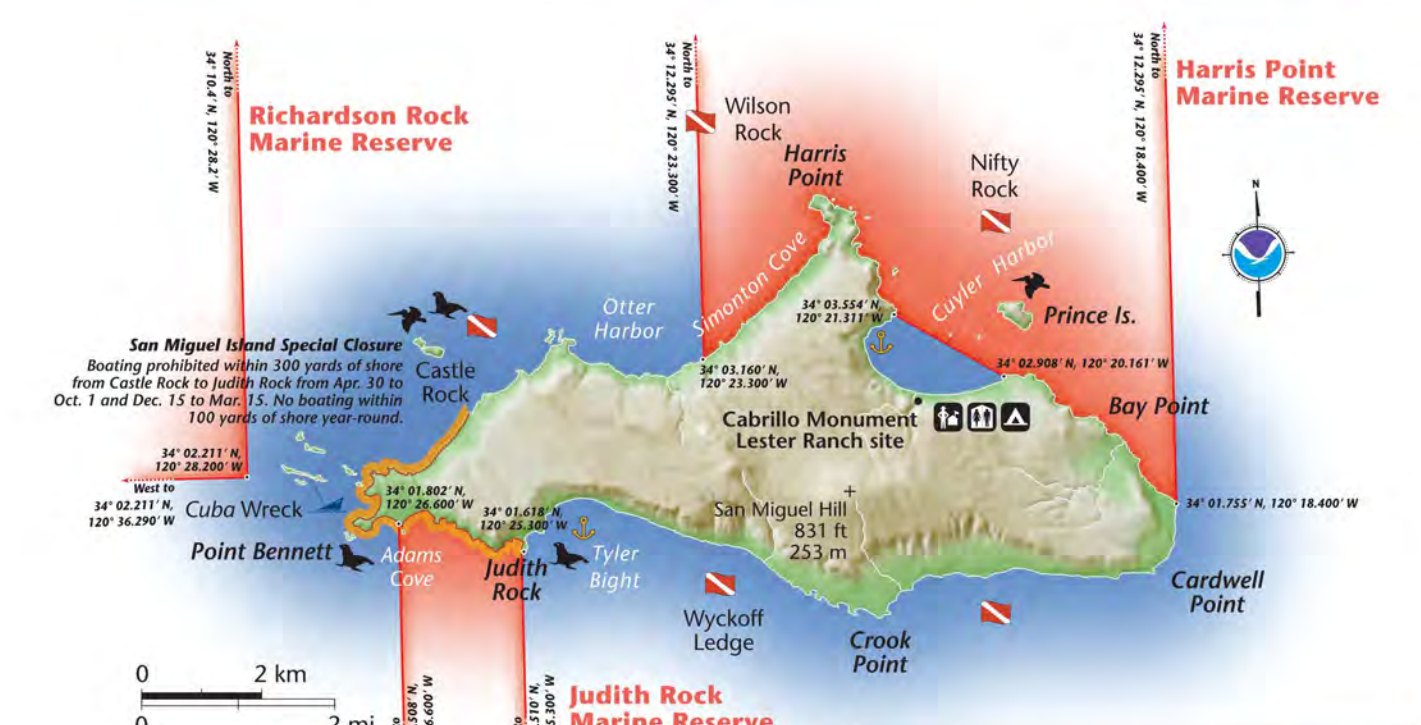 North to
34° 10.4′ N, 120° 28.2′ W
Richardson Rock
Marine Reserve
North to
34° 12.295′ N, 120° 23.300′ W
Wilson
Rock
Harris
Point
Nifty
Rock
North to
34° 12.295′ N, 120° 18.400′ W
Harris Point
Marine Reserve
N
Simonton Cove
Cuyler Harbor
Otter
Harbor
34° 03.554′ N,
120° 21.311′ W
Prince Is.
San Miguel Island Special Closure
Boating prohibited within 300 yards of shore
from Castle Rock to Judith Rock from Apr. 30 to
Oct. 1 and Dec. 15 to Mar. 15. No boating within
100 yards of shore year-round.
Castle
Rock
34° 03.160′ N,
120° 23.300′ W
34° 02.908′ N, 120° 20.161′ W
Bay Point
Cabrillo Monument
Lester Ranch site
34° 02.211′ N,
120° 28.200′ W
West to
34° 02.211′ N,
120° 36.290′ W
Cuba Wreck
34° 01.802′ N,
120° 26.600′ W
34° 01.618′ N,
120° 25.300′ W
San Miguel Hill
831 ft
253 m
34° 01.755′ N, 120° 18.400′ W
Point Bennett
Adams
Cove
Judith
Rock
Tyler
Bight
Wyckoff
Ledge
Crook
Point
Cardwell
Point
0 2 km
0 2 mi
.508′ N,
6.600′ W
.510′ N,
5.300′ W
Judith Rock
Marine Reserve